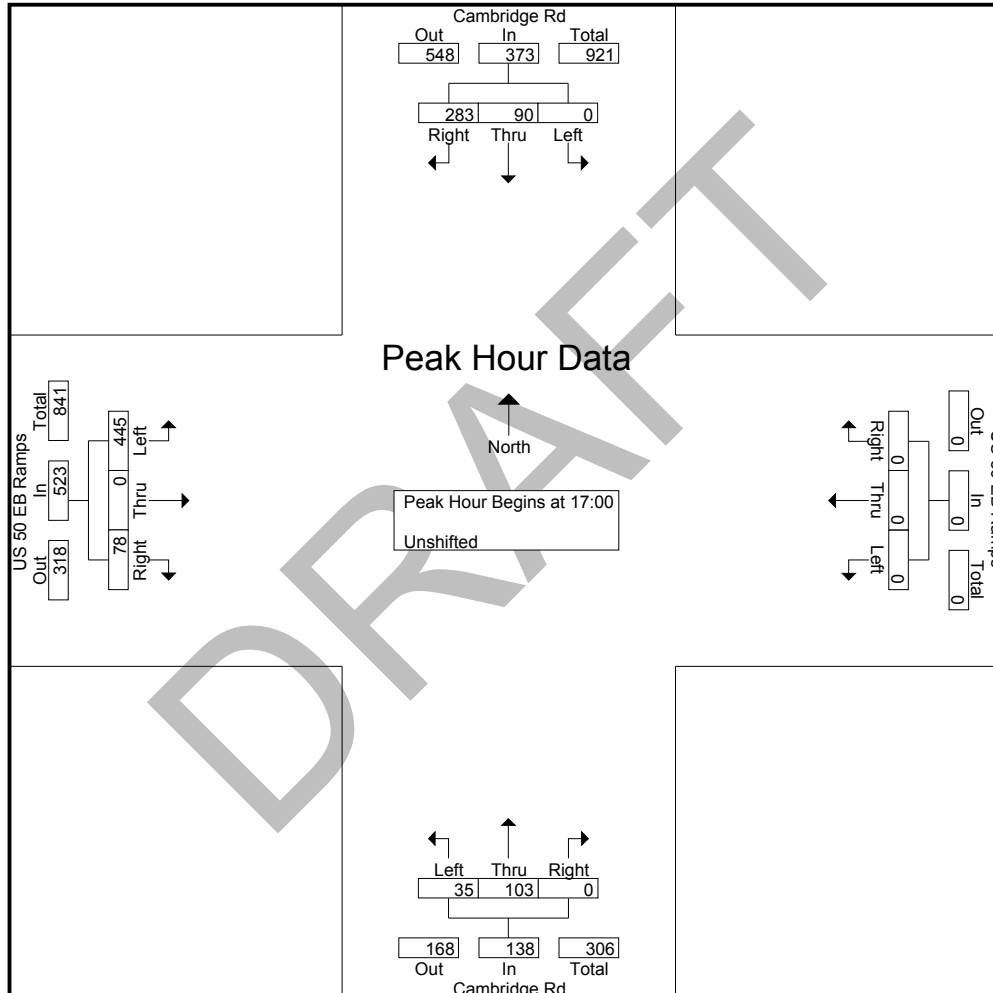 Cambridge Rd
Out In Total
548 373 921
283 90 0
Right Thru Left
Peak Hour Data
North
Peak Hour Begins at 17:00
Unshifted
US 50 EB Ramps
Total In Out
841 523 318
445 0 78
Left Thru Right
Right Thru Left
0 0 0
Out In Total
0 0 0
Left Thru Right
35 103 0
168 138 306
Out In Total
Cambridge Rd
DRAFT